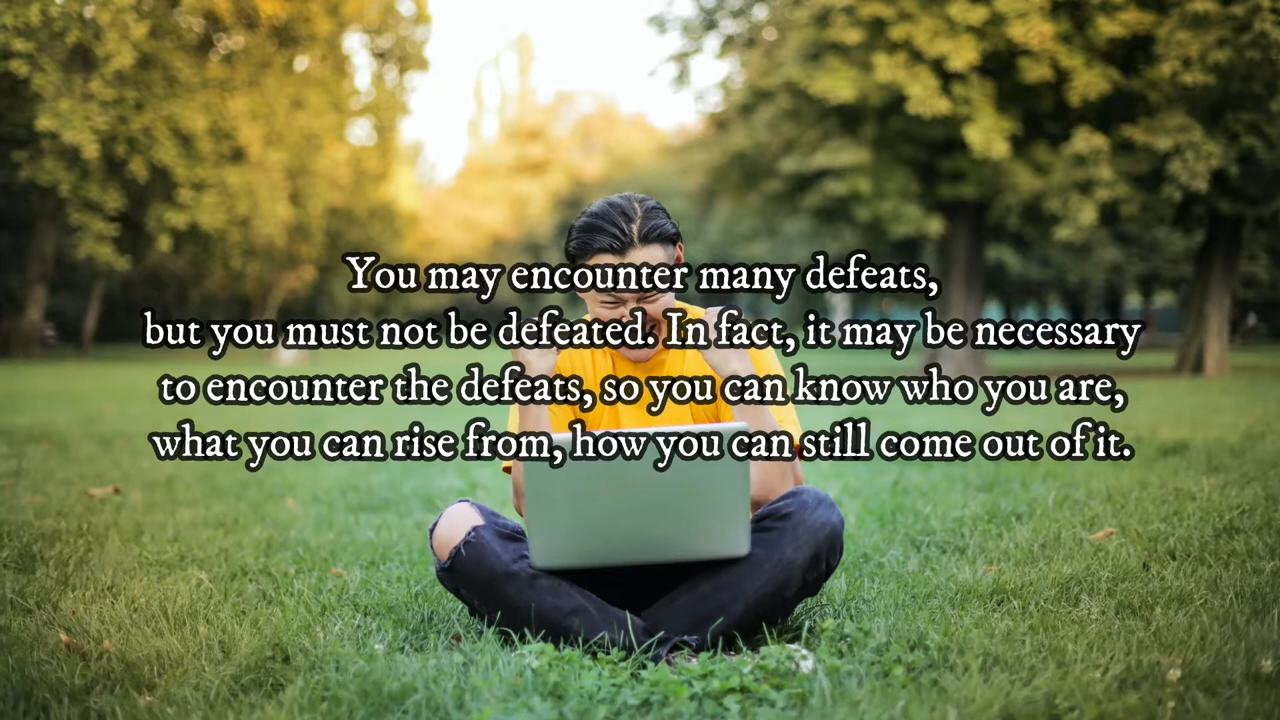 You may encounter many defeats,
but you must not be defeated. In fact, it may be necessary
to encounter the defeats, so you can know who you are,
what you can rise from, how you can still come out of it.